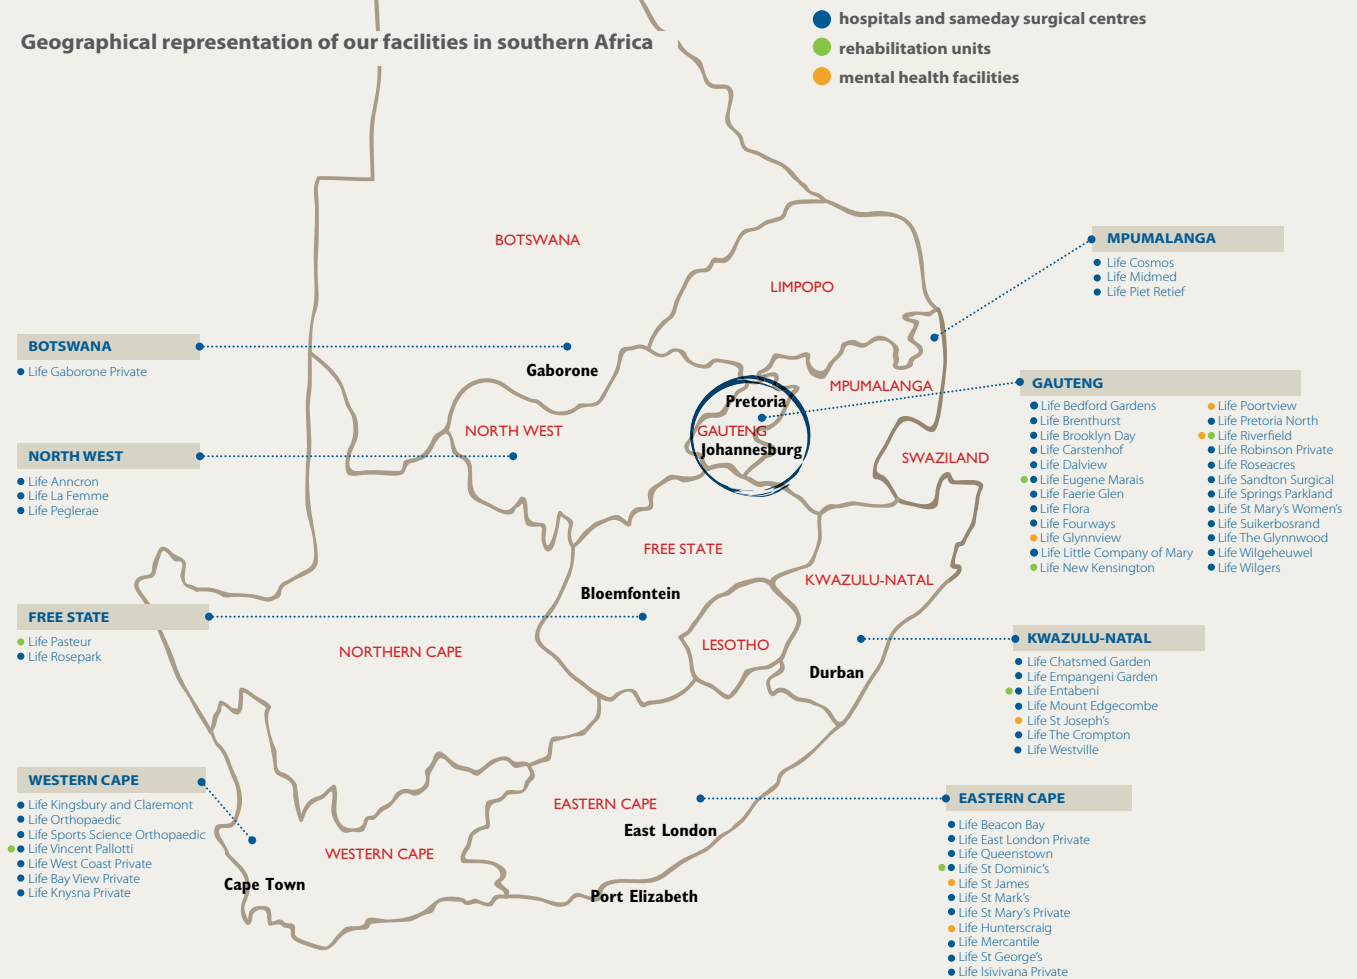 Geographical representation of our facilities in southern Africa
hospitals and sameday surgical centres
rehabilitation units
mental health facilities
BOTSWANA
LIMPOPO
MPUMALANGA
Life Cosmos
Life Midmed
Life Piet Retief
BOTSWANA
Life Gaborone Private
Gaborone
NORTH WEST
Pretoria
GAUTENG
Johannesburg
MPUMALANGA
SWAZILAND
GAUTENG
Life Bedford Gardens
Life Brenthurst
Life Brooklyn Day
Life Carstenhof
Life Dalview
Life Eugene Marais
Life Faerie Glen
Life Flora
Life Fourways
Life Glynnview
Life Little Company of Mary
Life New Kensington
Life Poortview
Life Pretoria North
Life Riverfield
Life Robinson Private
Life Roseacres
Life Sandton Surgical
Life Springs Parkland
Life St Mary's Women's
Life Suikerbosrand
Life The Glynnwood
Life Wilgeheuwel
Life Wilgers
NORTH WEST
Life Anncron
Life La Femme
Life Peglerae
FREE STATE
Bloemfontein
KWAZULU-NATAL
LESOTHO
Durban
NORTHERN CAPE
FREE STATE
Life Pasteur
Life Rosepark
KWAZULU-NATAL
Life Chatsmed Garden
Life Empangeni Garden
Life Entabeni
Life Mount Edgecombe
Life St Joseph's
Life The Crompton
Life Westville
WESTERN CAPE
Life Kingsbury and Claremont
Life Orthopaedic
Life Sports Science Orthopaedic
Life Vincent Pallotti
Life West Coast Private
Life Bay View Private
Life Knysna Private
EASTERN CAPE
East London
WESTERN CAPE
Cape Town
Port Elizabeth
EASTERN CAPE
Life Beacon Bay
Life East London Private
Life Queenstown
Life St Dominic's
Life St James
Life St Mark's
Life St Mary's Private
Life Hunterscraig
Life Mercantile
Life St George's
Life Isivivana Private